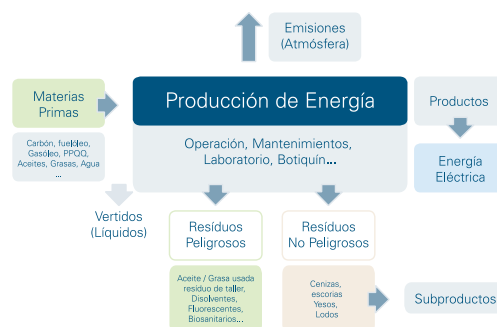 Emisiones
(Atmósfera)
Materias
Primas
Producción de Energía
Productos
Carbón, fuelóleo,
Gasóleo, PPQQ,
Aceites, Grasas, Agua
...
Operación, Mantenimientos,
Laboratorio, Botiquín...
Energía
Eléctrica
Vertidos
(Líquidos)
Resíduos
Peligrosos
Resíduos
No Peligrosos
Aceite / Grasa usada
resíduo de taller,
Disolventes,
Fluorescentes,
Biosanitarios...
Cenizas,
escorias
Yesos,
Lodos
Subproductos